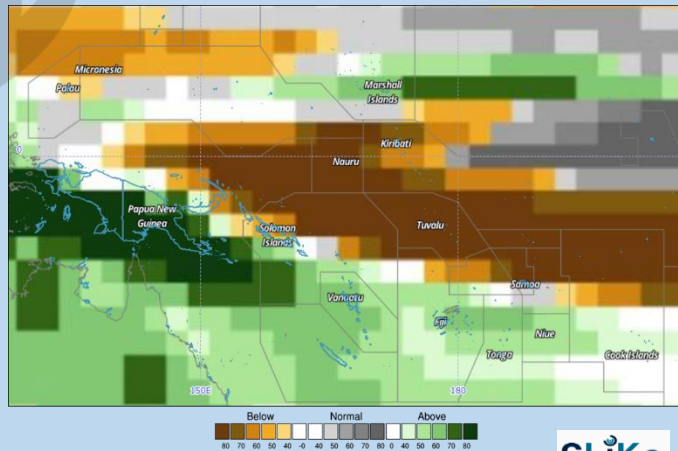 Micronesia
Palau
Marshall
Islands
Kiribati
0
Nauru
Papua New
Guinea
Solomon
Islands
Tuvalu
Samoa
Vanuatu
Fiji
Niue
Tonga
Cook Islands
150E
180
Below Normal Above
80 70 60 50 40 -0 40 50 60 70 80 0 40 50 60 70 80